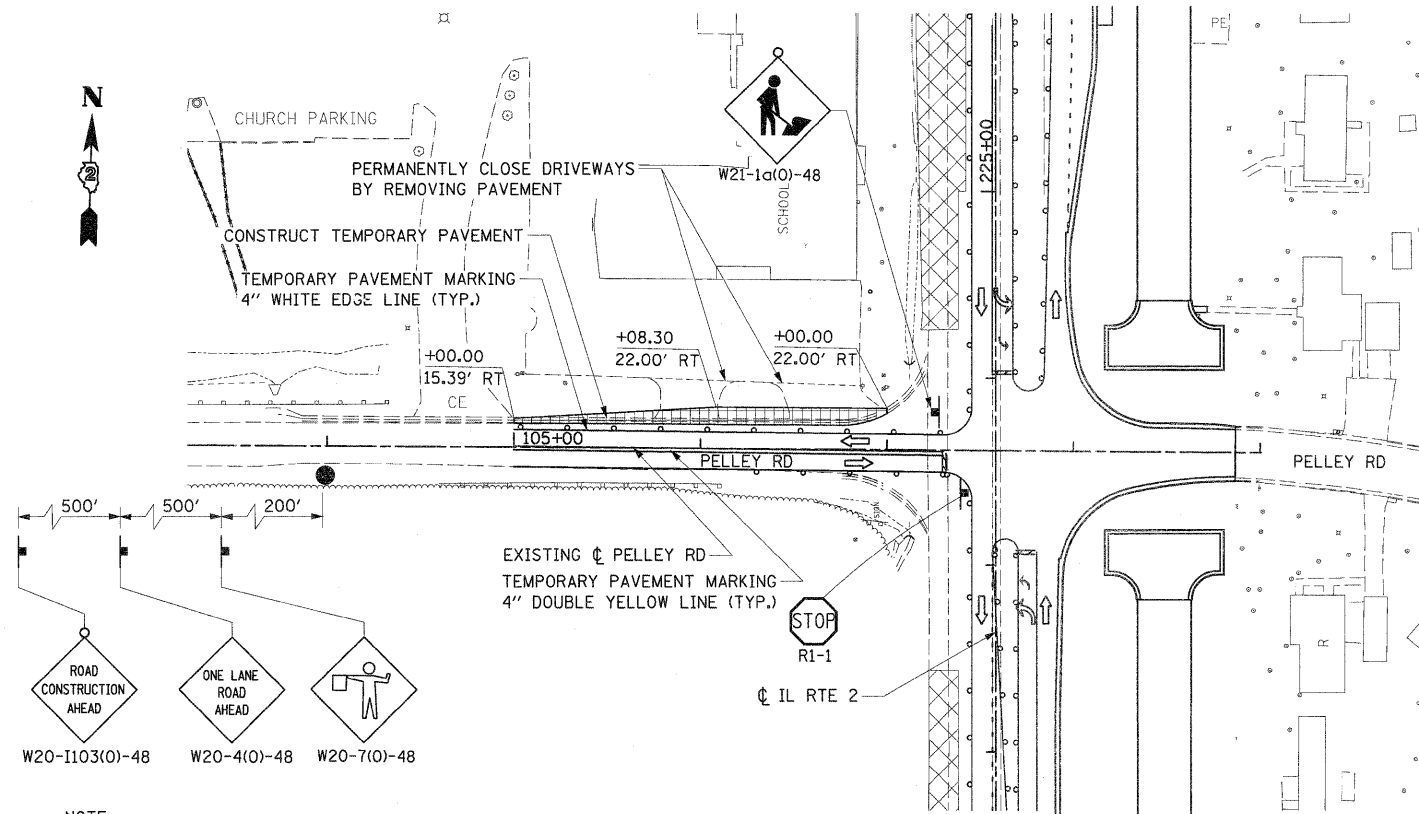 N
2
CHURCH PARKING
PERMANENTLY CLOSE DRIVEWAYS
BY REMOVING PAVEMENT
CONSTRUCT TEMPORARY PAVEMENT
TEMPORARY PAVEMENT MARKING
4" WHITE EDGE LINE (TYP.)
W21-1a(O)-48
SCHOOL
225+00
PE
+00.00
15.39' RT
CE
+08.30
22.00' RT
+00.00
22.00' RT
105+00
PELLEY RD
PELLEY RD
500'
500'
200'
EXISTING ℄ PELLEY RD
TEMPORARY PAVEMENT MARKING
4" DOUBLE YELLOW LINE (TYP.)
SIGN
STOP
R1-1
℄ IL RTE 2
R
ROAD
CONSTRUCTION
AHEAD
W20-I103(O)-48
ONE LANE
ROAD
AHEAD
W20-4(O)-48
W20-7(O)-48
NOTE